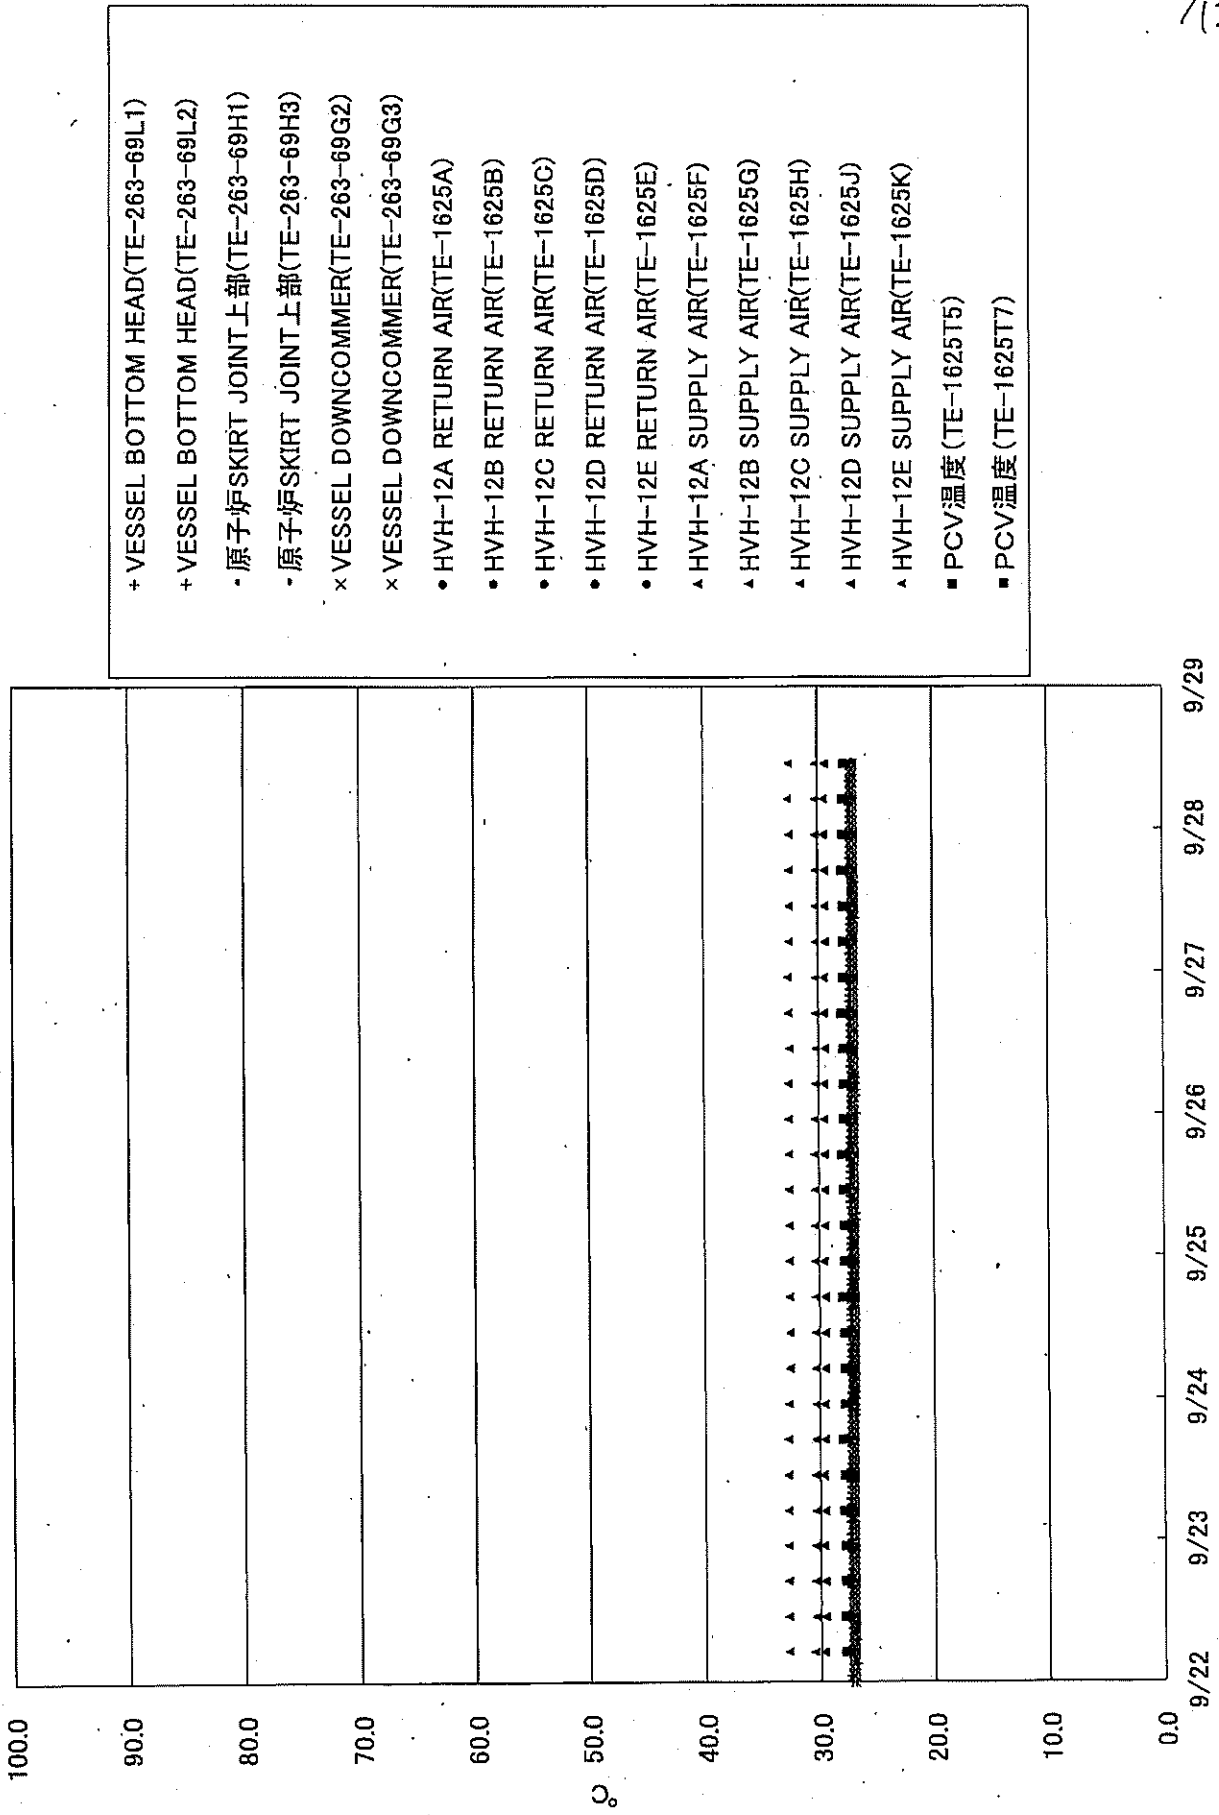 100.0
90.0
80.0
70.0
60.0
50.0
40.0
30.0
20.0
10.0
0.0
℃
9/22
9/23
9/24
9/25
9/26
9/27
9/28
9/29
+ VESSEL BOTTOM HEAD(TE-263-69L1)
+ VESSEL BOTTOM HEAD(TE-263-69L2)
- 原子炉SKIRT JOINT上部(TE-263-69H1)
- 原子炉SKIRT JOINT上部(TE-263-69H3)
× VESSEL DOWNCOMMER(TE-263-69G2)
× VESSEL DOWNCOMMER(TE-263-69G3)
● HVH-12A RETURN AIR(TE-1625A)
● HVH-12B RETURN AIR(TE-1625B)
● HVH-12C RETURN AIR(TE-1625C)
● HVH-12D RETURN AIR(TE-1625D)
● HVH-12E RETURN AIR(TE-1625E)
▲ HVH-12A SUPPLY AIR(TE-1625F)
▲ HVH-12B SUPPLY AIR(TE-1625G)
▲ HVH-12C SUPPLY AIR(TE-1625H)
▲ HVH-12D SUPPLY AIR(TE-1625J)
▲ HVH-12E SUPPLY AIR(TE-1625K)
■ PCV温度(TE-1625T5)
■ PCV温度(TE-1625T7)